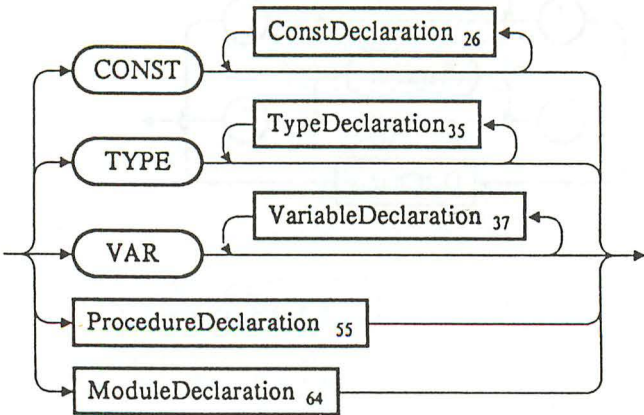 ConstDeclaration 26
CONST
TypeDeclaration 35
TYPE
VariableDeclaration 37
VAR
ProcedureDeclaration 55
ModuleDeclaration 64